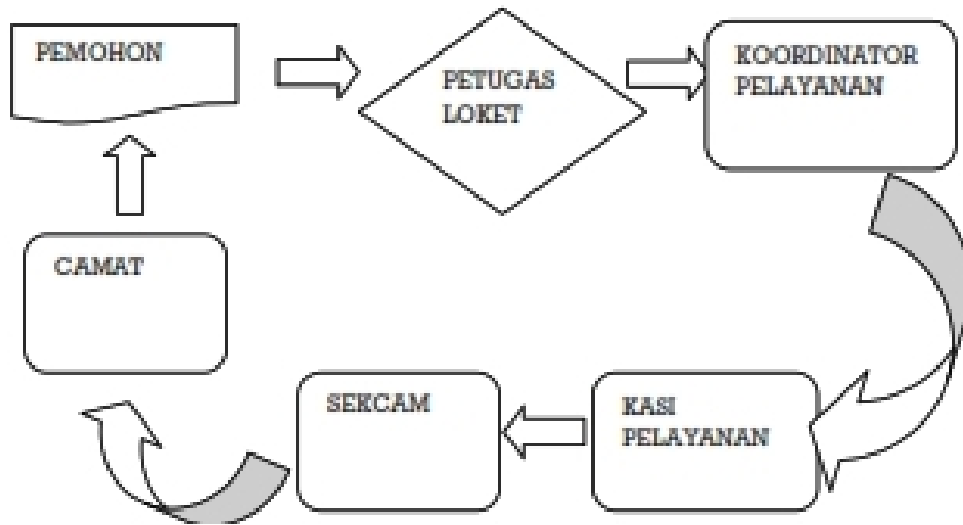 PEMOHON
PETUGAS
LOKET
KOORDINATOR
PELAYANAN
KASI
PELAYANAN
SEKCAM
CAMAT